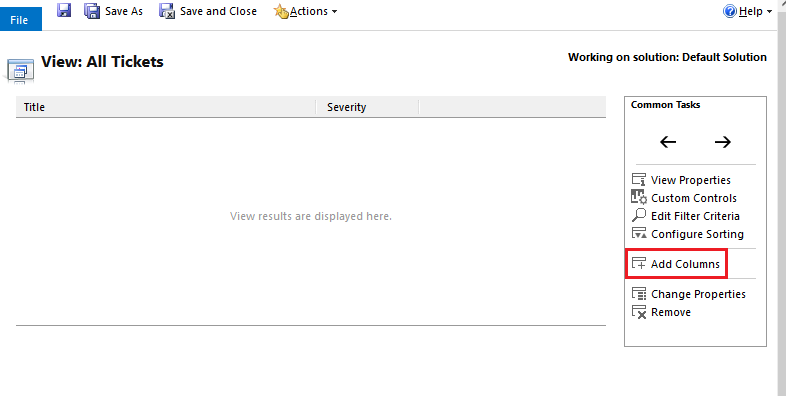 File Save As Save and Close Actions Help
View: All Tickets
Working on solution: Default Solution
Title Severity
View results are displayed here.
Common Tasks
View Properties
Custom Controls
Edit Filter Criteria
Configure Sorting
Add Columns
Change Properties
Remove